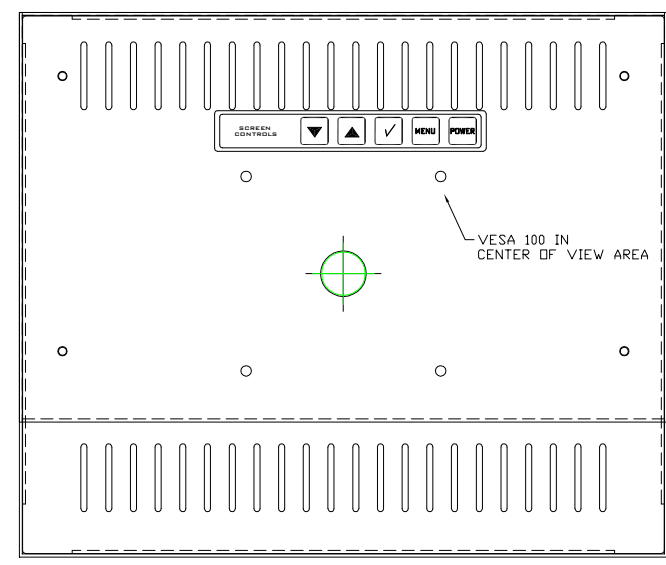 SCREEN
CONTROLS
MENU
POWER
VESA 100 IN
CENTER OF VIEW AREA